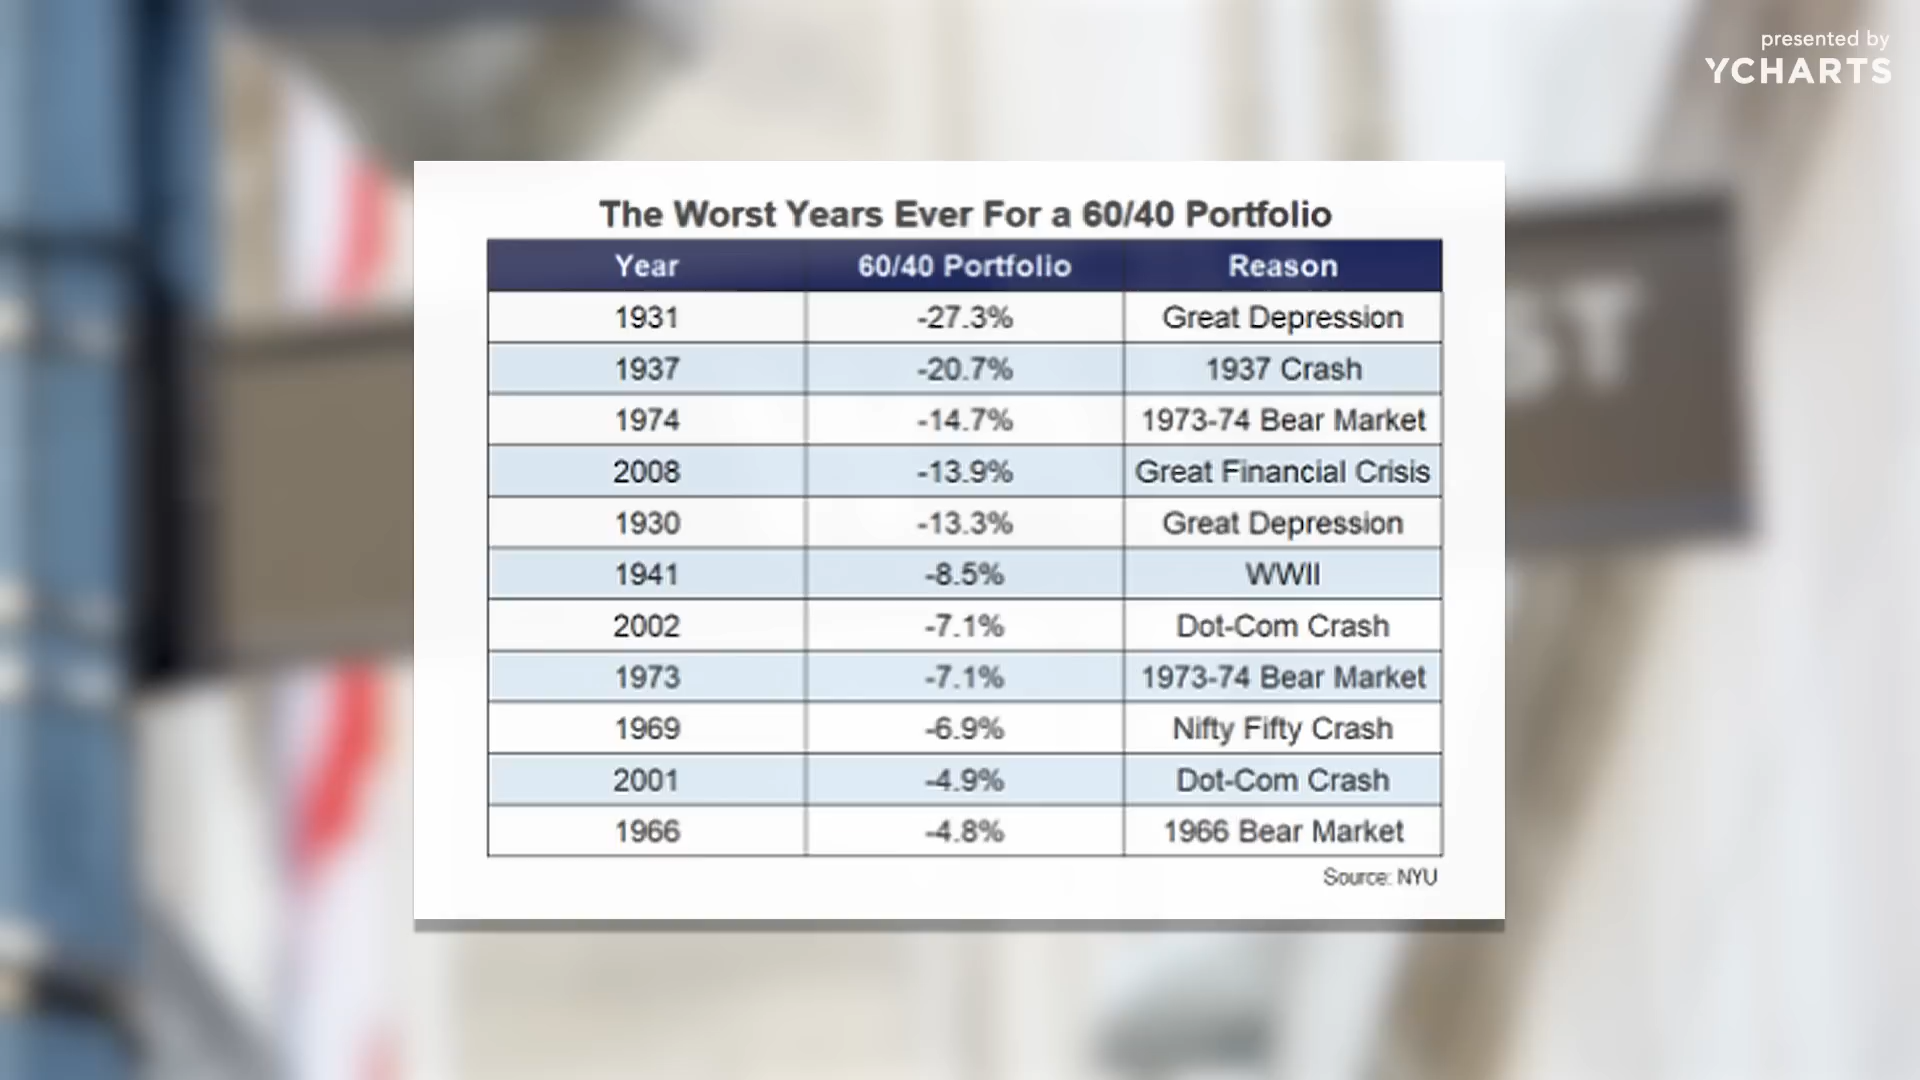 presented by
YCHARTS
The Worst Years Ever For a 60/40 Portfolio
Year 60/40 Portfolio Reason
1931 -27.3% Great Depression
1937 -20.7% 1937 Crash
1974 -14.7% 1973-74 Bear Market
2008 -13.9% Great Financial Crisis
1930 -13.3% Great Depression
1941 -8.5% WWII
2002 -7.1% Dot-Com Crash
1973 -7.1% 1973-74 Bear Market
1969 -6.9% Nifty Fifty Crash
2001 -4.9% Dot-Com Crash
1966 -4.8% 1966 Bear Market
Source: NYU
ST